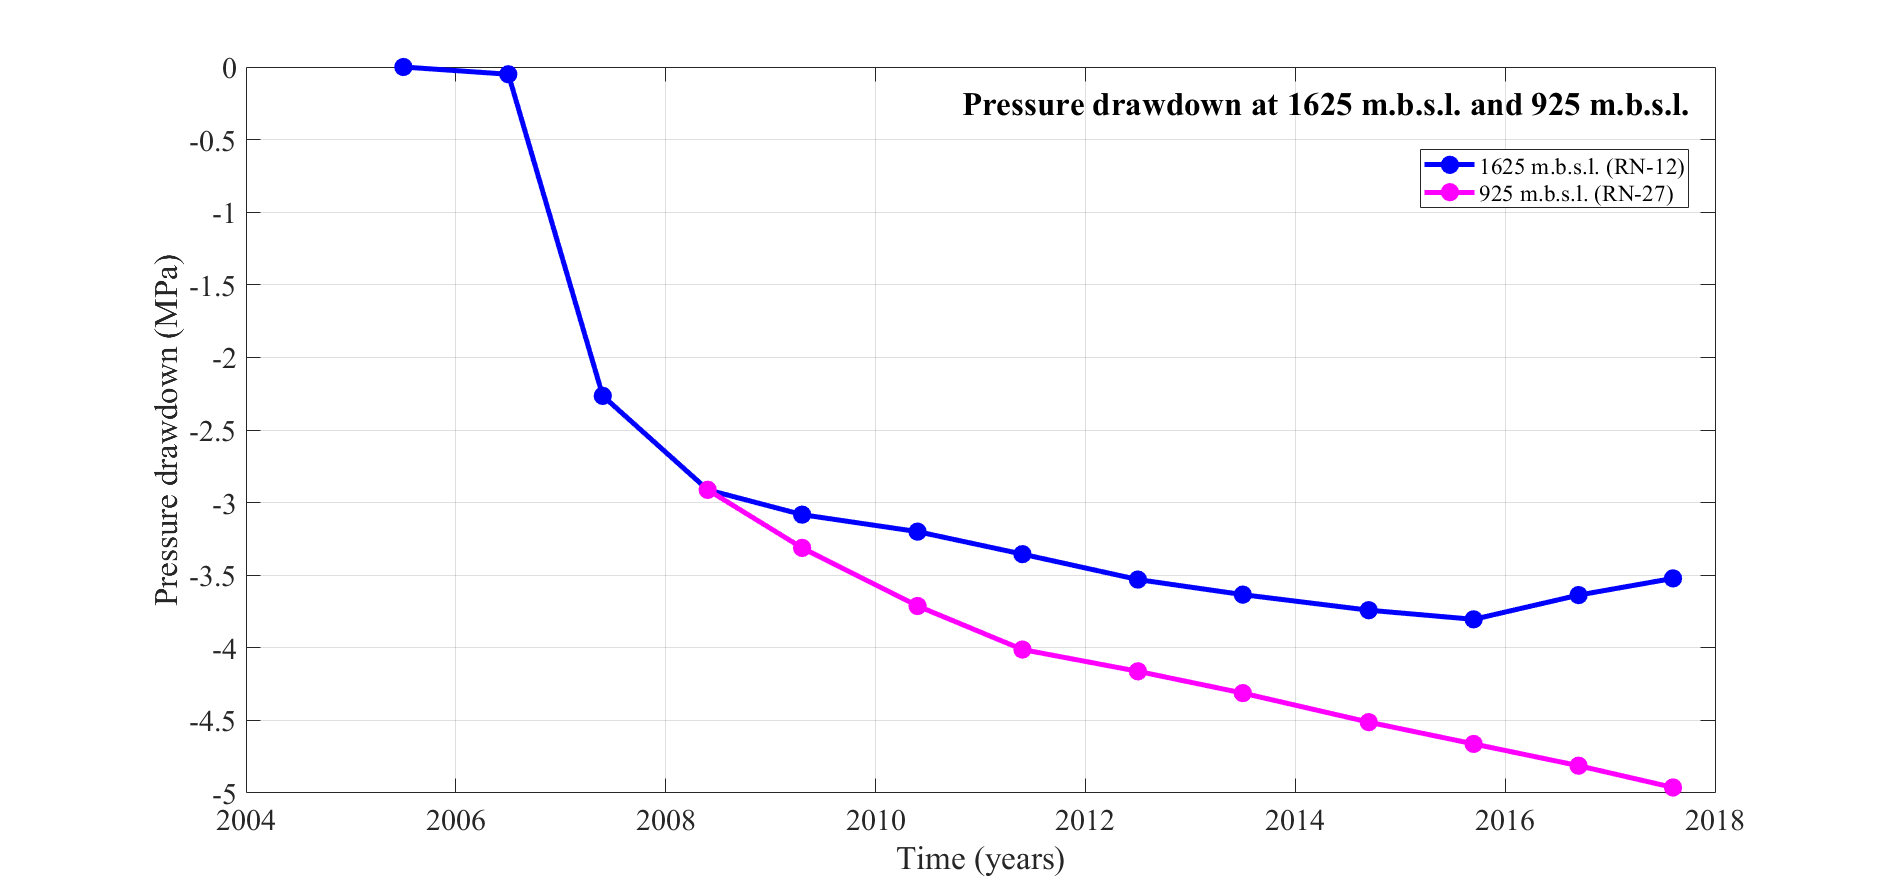 Pressure drawdown at 1625 m.b.s.l. and 925 m.b.s.l.
1625 m.b.s.l. (RN-12)
925 m.b.s.l. (RN-27)
Pressure drawdown (MPa)
0
-0.5
-1
-1.5
-2
-2.5
-3
-3.5
-4
-4.5
-5
2004 2006 2008 2010 2012 2014 2016 2018
Time (years)